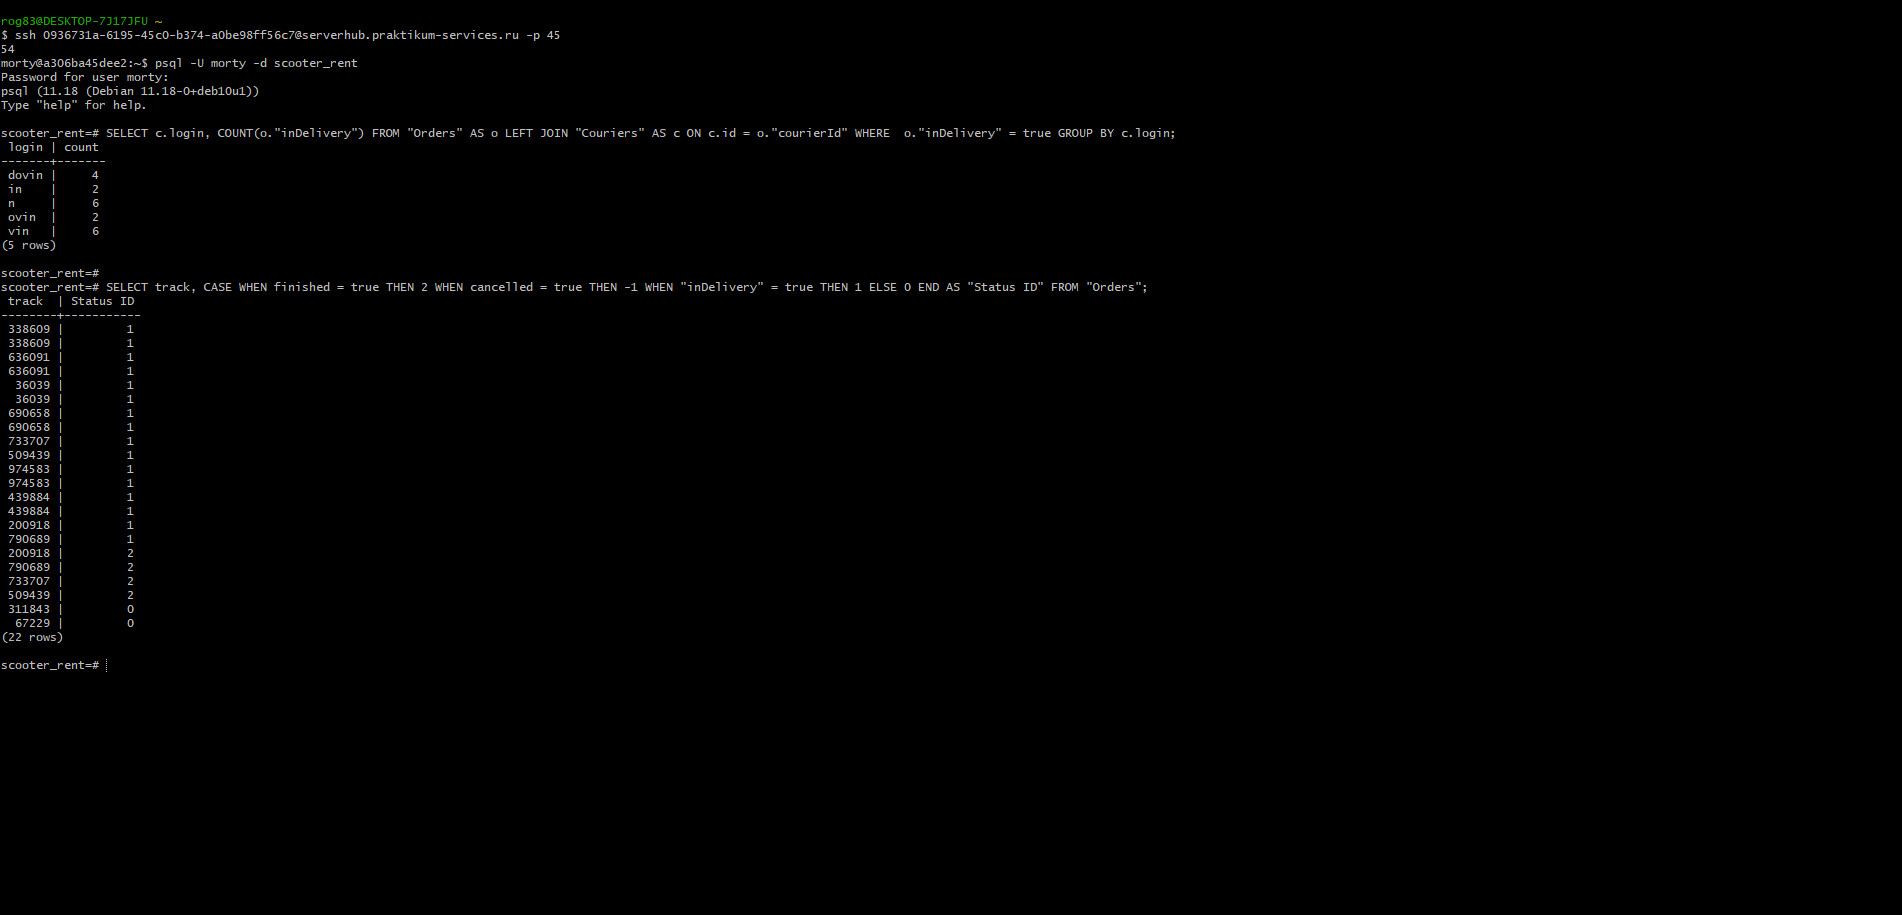 rog83@DESKTOP-7J17JFU ~
$ ssh 0936731a-6195-45c0-b374-a0be98ff56c7@serverhub.praktikum-services.ru -p 45
54
morty@a306ba45dee2:~$ psql -U morty -d scooter_rent
Password for user morty:
psql (11.18 (Debian 11.18-0+deb10u1))
Type "help" for help.
scooter_rent=# SELECT c.login, COUNT(o."inDelivery") FROM "Orders" AS o LEFT JOIN "Couriers" AS c ON c.id = o."courierId" WHERE  o."inDelivery" = true GROUP BY c.login;
 login | count
-------+-------
 dovin |     4
 in    |     2
 n     |     6
 ovin  |     2
 vin   |     6
(5 rows)
scooter_rent=#
scooter_rent=# SELECT track, CASE WHEN finished = true THEN 2 WHEN cancelled = true THEN -1 WHEN "inDelivery" = true THEN 1 ELSE 0 END AS "Status ID" FROM "Orders";
 track  | Status ID
--------+-----------
 338609 |         1
 338609 |         1
 636091 |         1
 636091 |         1
  36039 |         1
  36039 |         1
 690658 |         1
 690658 |         1
 733707 |         1
 509439 |         1
 974583 |         1
 974583 |         1
 439884 |         1
 439884 |         1
 200918 |         1
 790689 |         1
 200918 |         2
 790689 |         2
 733707 |         2
 509439 |         2
 311843 |         0
  67229 |         0
(22 rows)
scooter_rent=#